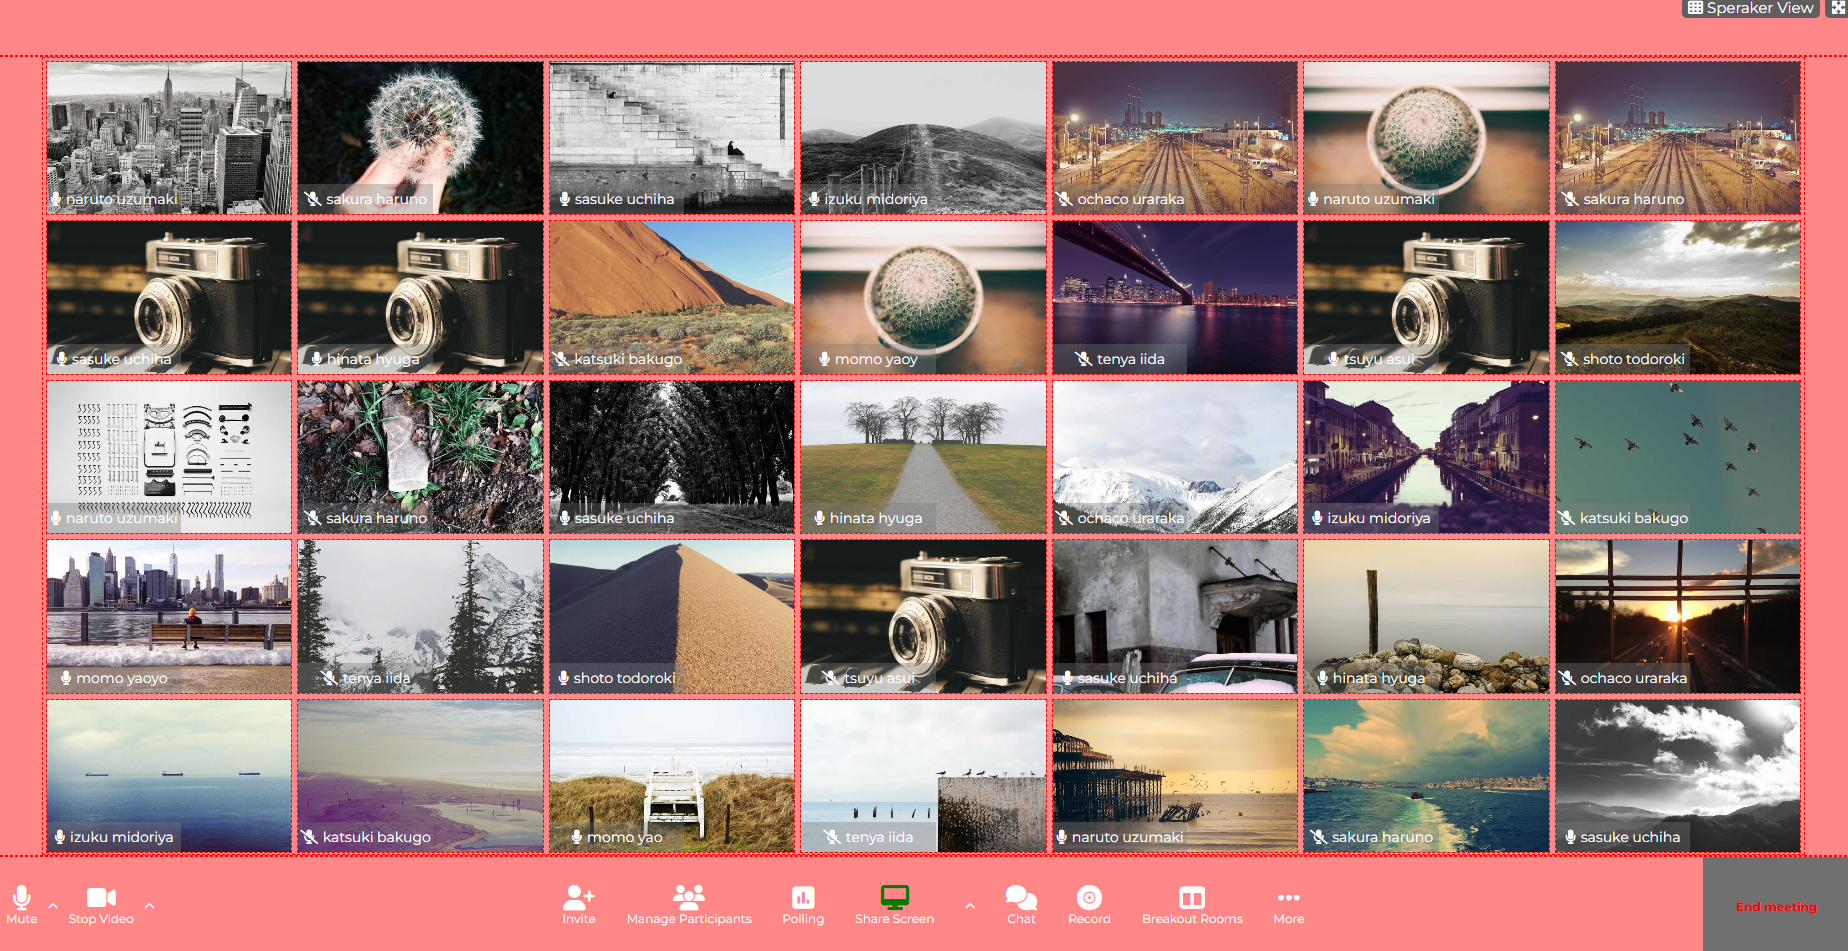 Speraker View
naruto uzumaki
sakura haruno
sasuke uchiha
izuku midoriya
ochaco uraraka
naruto uzumaki
sakura haruno
sasuke uchiha
hinata hyuga
katsuki bakugo
momo yaoy
tenya iida
tsuyu asui
shoto todoroki
naruto uzumaki
sakura haruno
sasuke uchiha
hinata hyuga
ochaco uraraka
izuku midoriya
katsuki bakugo
momo yaoyo
tenya iida
shoto todoroki
tsuyu asui
sasuke uchiha
hinata hyuga
ochaco uraraka
izuku midoriya
katsuki bakugo
momo yao
tenya iida
naruto uzumaki
sakura haruno
sasuke uchiha
Mute
Stop Video
Invite
Manage Participants
Polling
Share Screen
Chat
Record
Breakout Rooms
More
End meeting